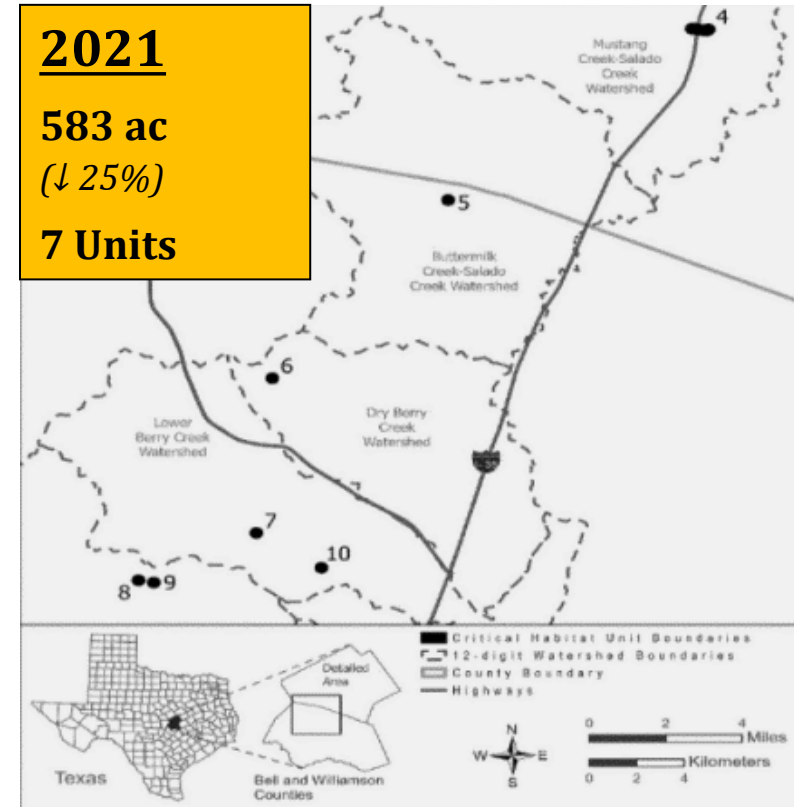 2021
583 ac
(↓ 25%)
7 Units
4
Mustang
Creek-Salado
Creek
Watershed
5
Buttermilk
Creek-Salado
Creek Watershed
6
Dry Berry
Creek
Watershed
Lower
Berry Creek
Watershed
7
10
8
9
Critical Habitat Unit Boundaries
12-digit Watershed Boundaries
County Boundary
Highways
Detailed
Area
Texas
Bell and Williamson
Counties
N
W
E
S
0 2 4
Miles
Kilometers
0 2 4